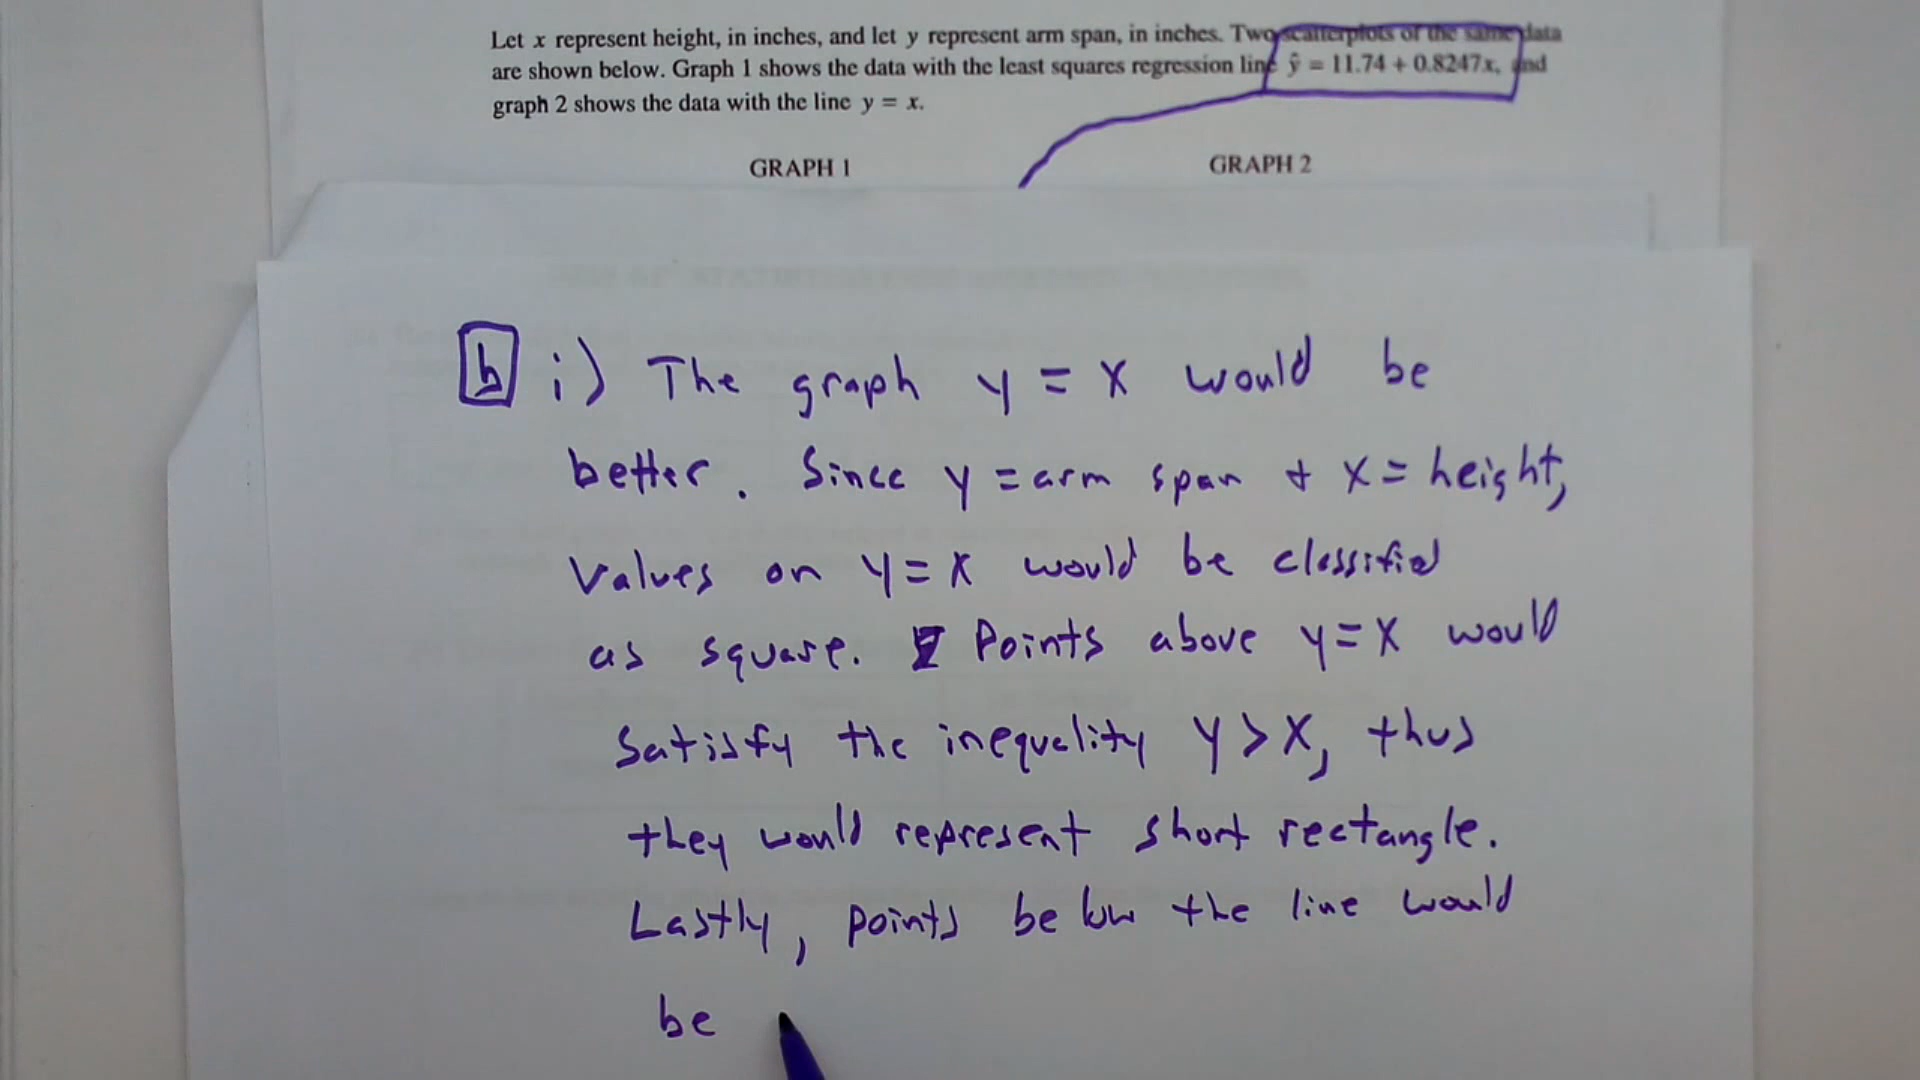 Let x represent height, in inches, and let y represent arm span, in inches. Two scatterplots of the same data
are shown below. Graph 1 shows the data with the least squares regression line ŷ = 11.74 + 0.8247x, and
graph 2 shows the data with the line y = x.
GRAPH 1 GRAPH 2
b i) The graph y = x would be
better. Since y = arm span + x = height,
Values on y = x would be classified
as square. Points above y = x would
Satisfy the inequality y > x, thus
they would represent short rectangle.
Lastly, points below the line would
be